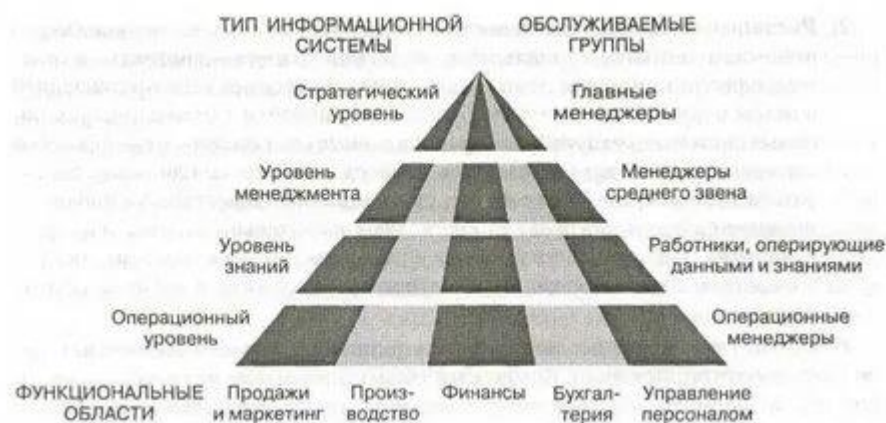 ТИП ИНФОРМАЦИОННОЙ
СИСТЕМЫ
ОБСЛУЖИВАЕМЫЕ
ГРУППЫ
Стратегический
уровень
Главные
менеджеры
Уровень
менеджмента
Менеджеры
среднего звена
Уровень
знаний
Работники, оперирующие
данными и знаниями
Операционный
уровень
Операционные
менеджеры
ФУНКЦИОНАЛЬНЫЕ
ОБЛАСТИ
Продажи
и маркетинг
Произ-
водство
Финансы
Бухгал-
терия
Управление
персоналом